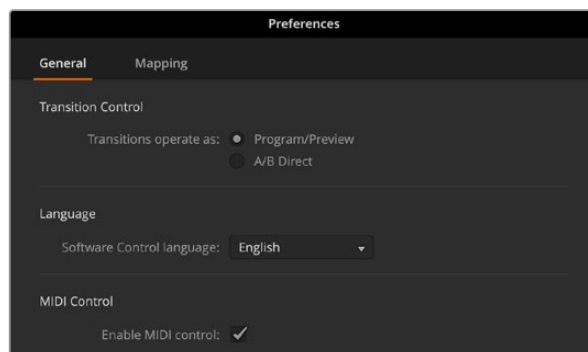 Preferences
General Mapping
Transition Control
Transitions operate as: Program/Preview
A/B Direct
Language
Software Control language: English
MIDI Control
Enable MIDI control: